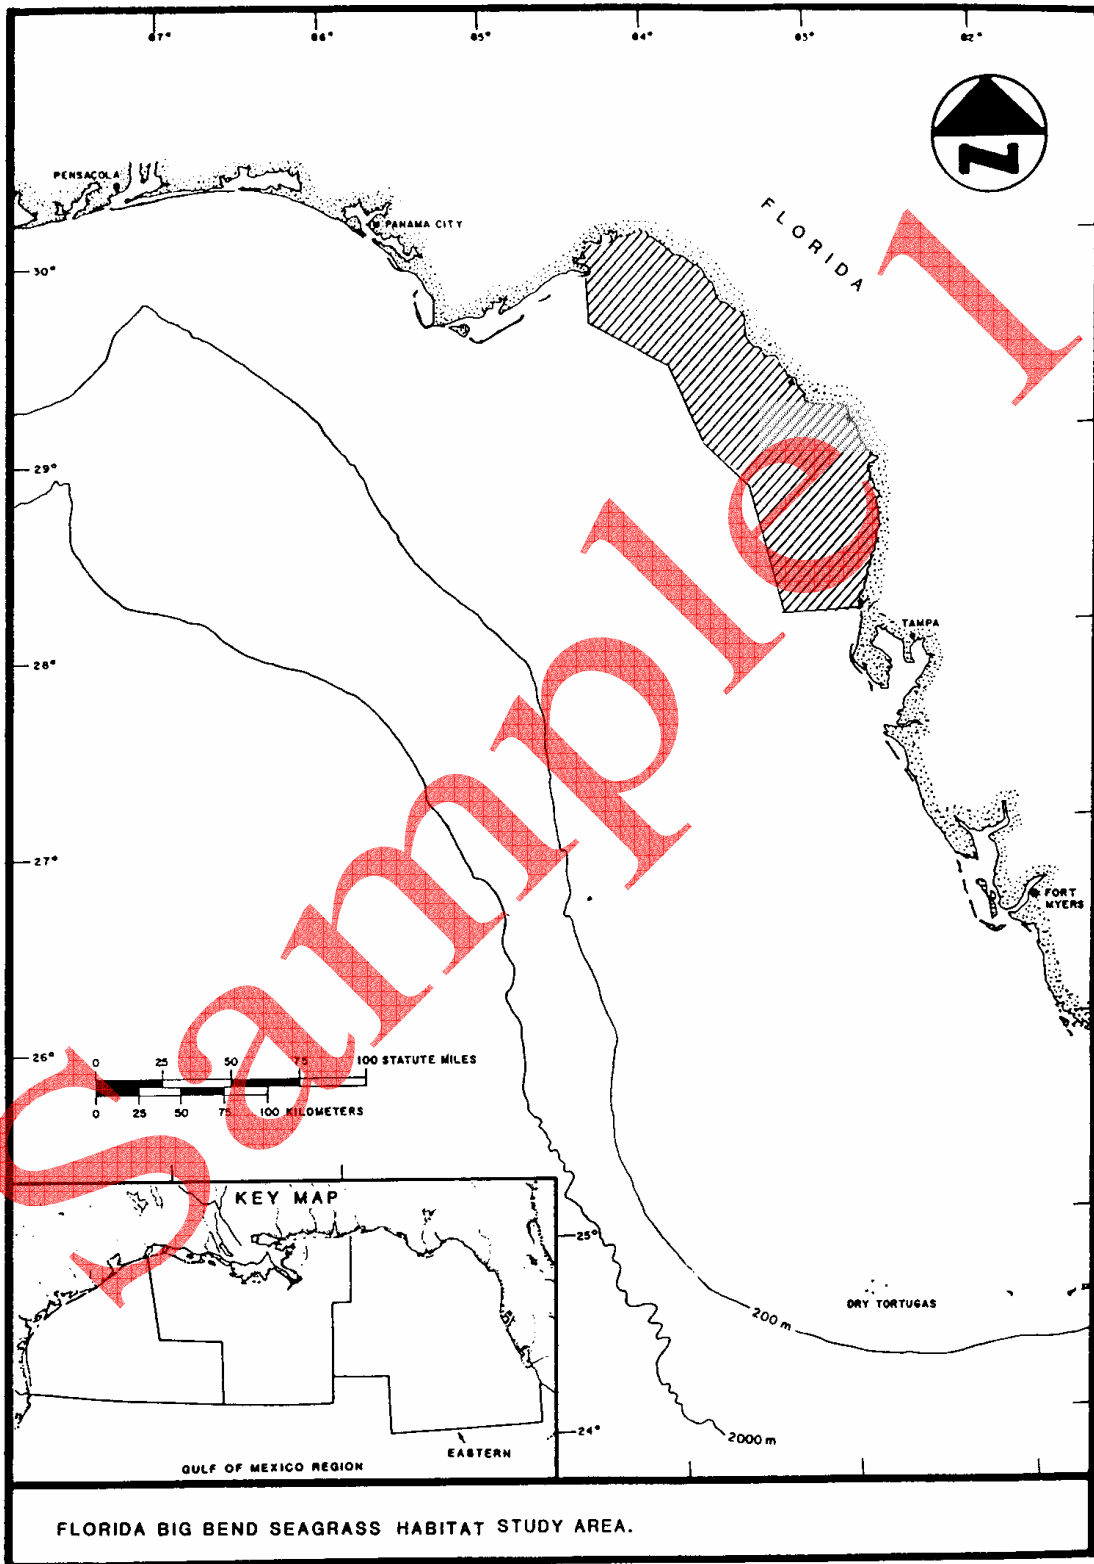 87° 86° 85° 84° 83° 82°
N
PENSACOLA
PANAMA CITY
FLORIDA
30°
29°
TAMPA
28°
27°
FORT
MYERS
26°
0 25 50 75 100 STATUTE MILES
0 25 50 75 100 KILOMETERS
KEY MAP
25°
DRY TORTUGAS
200 m
2000 m
24°
EASTERN
GULF OF MEXICO REGION
FLORIDA BIG BEND SEAGRASS HABITAT STUDY AREA.
Sample 1